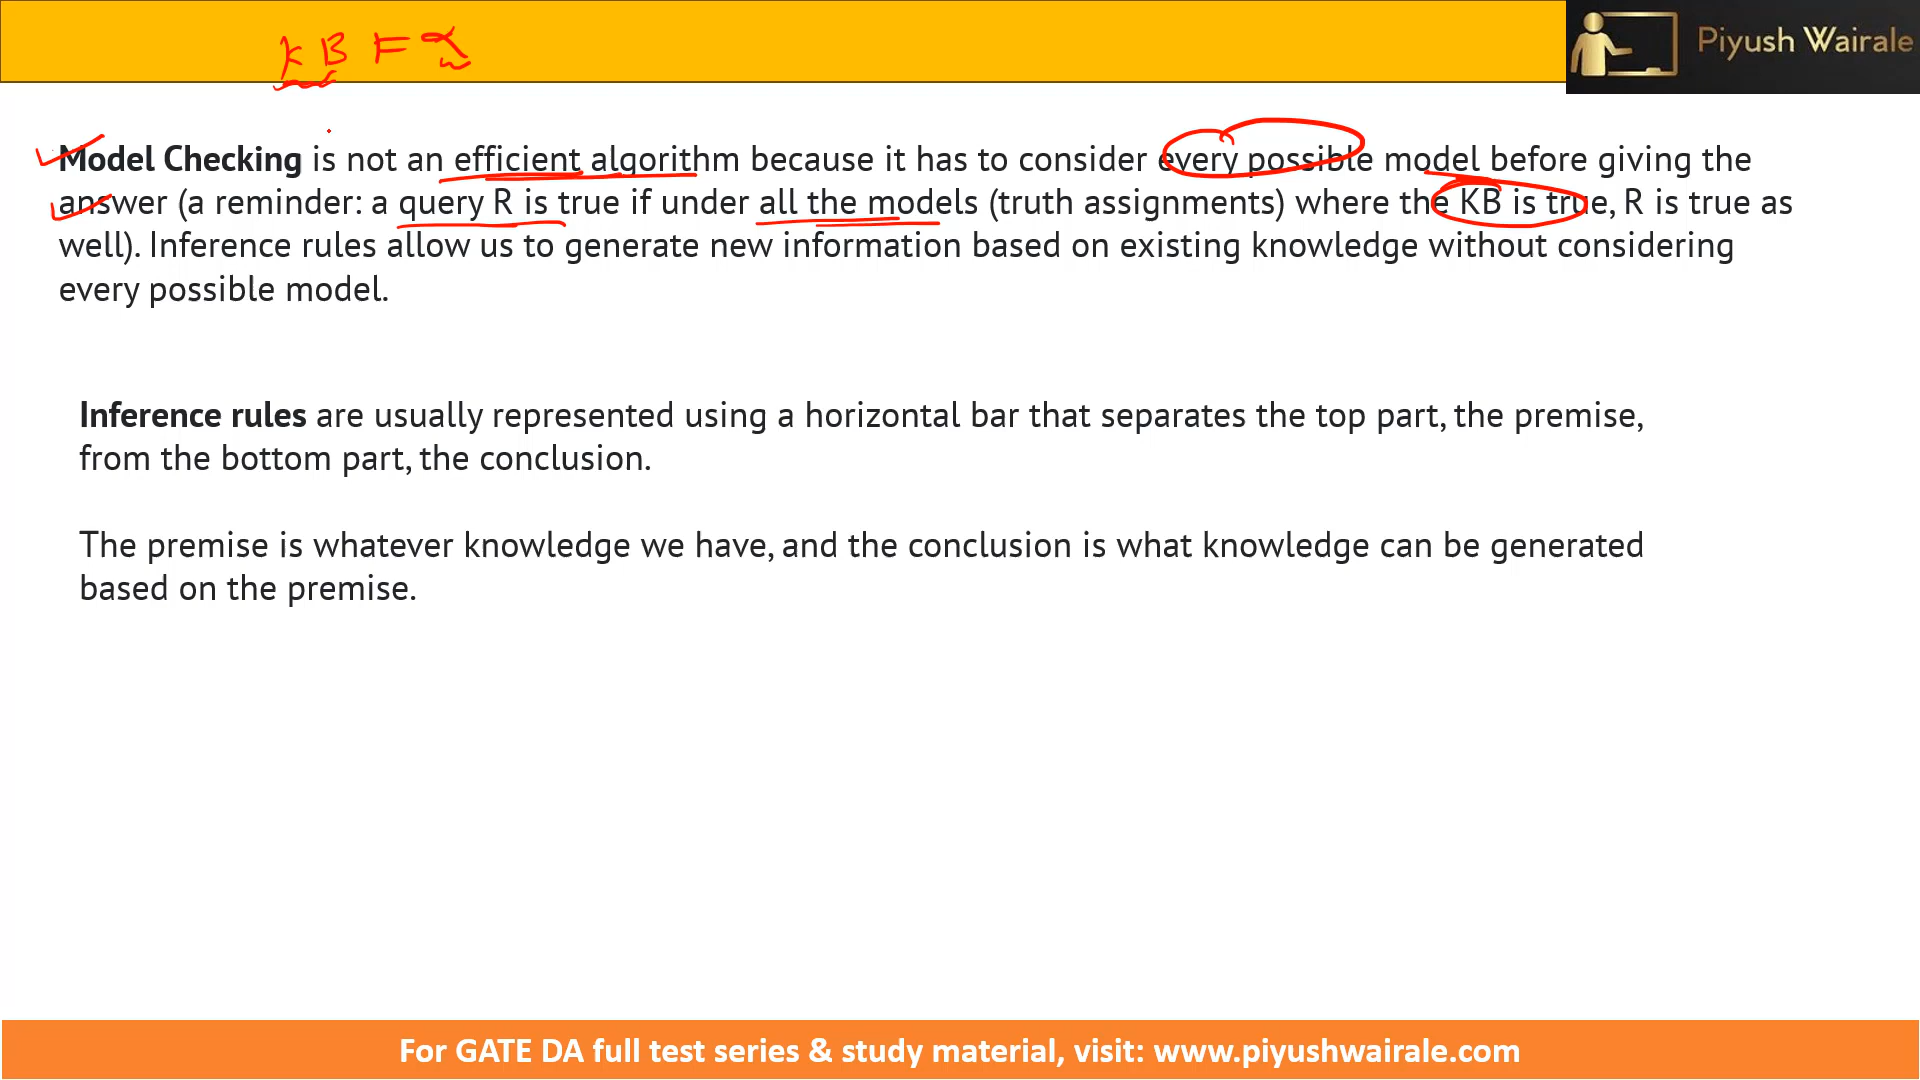 KB ⊨ α
Piyush Wairale
Model Checking is not an efficient algorithm because it has to consider every possible model before giving the
answer (a reminder: a query R is true if under all the models (truth assignments) where the KB is true, R is true as
well). Inference rules allow us to generate new information based on existing knowledge without considering
every possible model.
Inference rules are usually represented using a horizontal bar that separates the top part, the premise,
from the bottom part, the conclusion.
The premise is whatever knowledge we have, and the conclusion is what knowledge can be generated
based on the premise.
For GATE DA full test series & study material, visit: www.piyushwairale.com